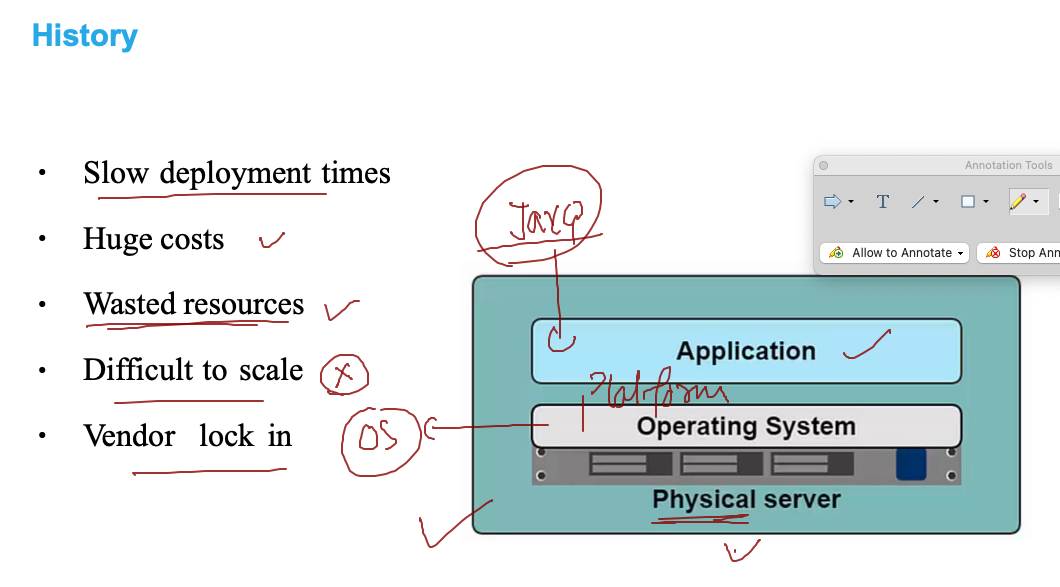 History
Slow deployment times
Huge costs
Wasted resources
Difficult to scale
Vendor lock in
Java
Application
Platform
OS
Operating System
Physical server
Annotation Tools
T
Allow to Annotate
Stop Ann